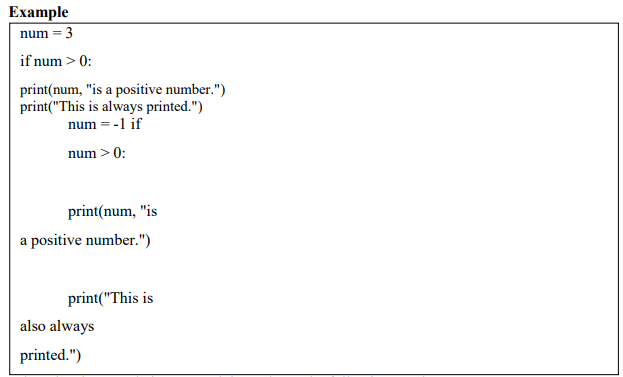 Example
num = 3
if num > 0:
print(num, "is a positive number.")
print("This is always printed.")
num = -1 if
num > 0:
print(num, "is
a positive number.")
print("This is
also always
printed.")